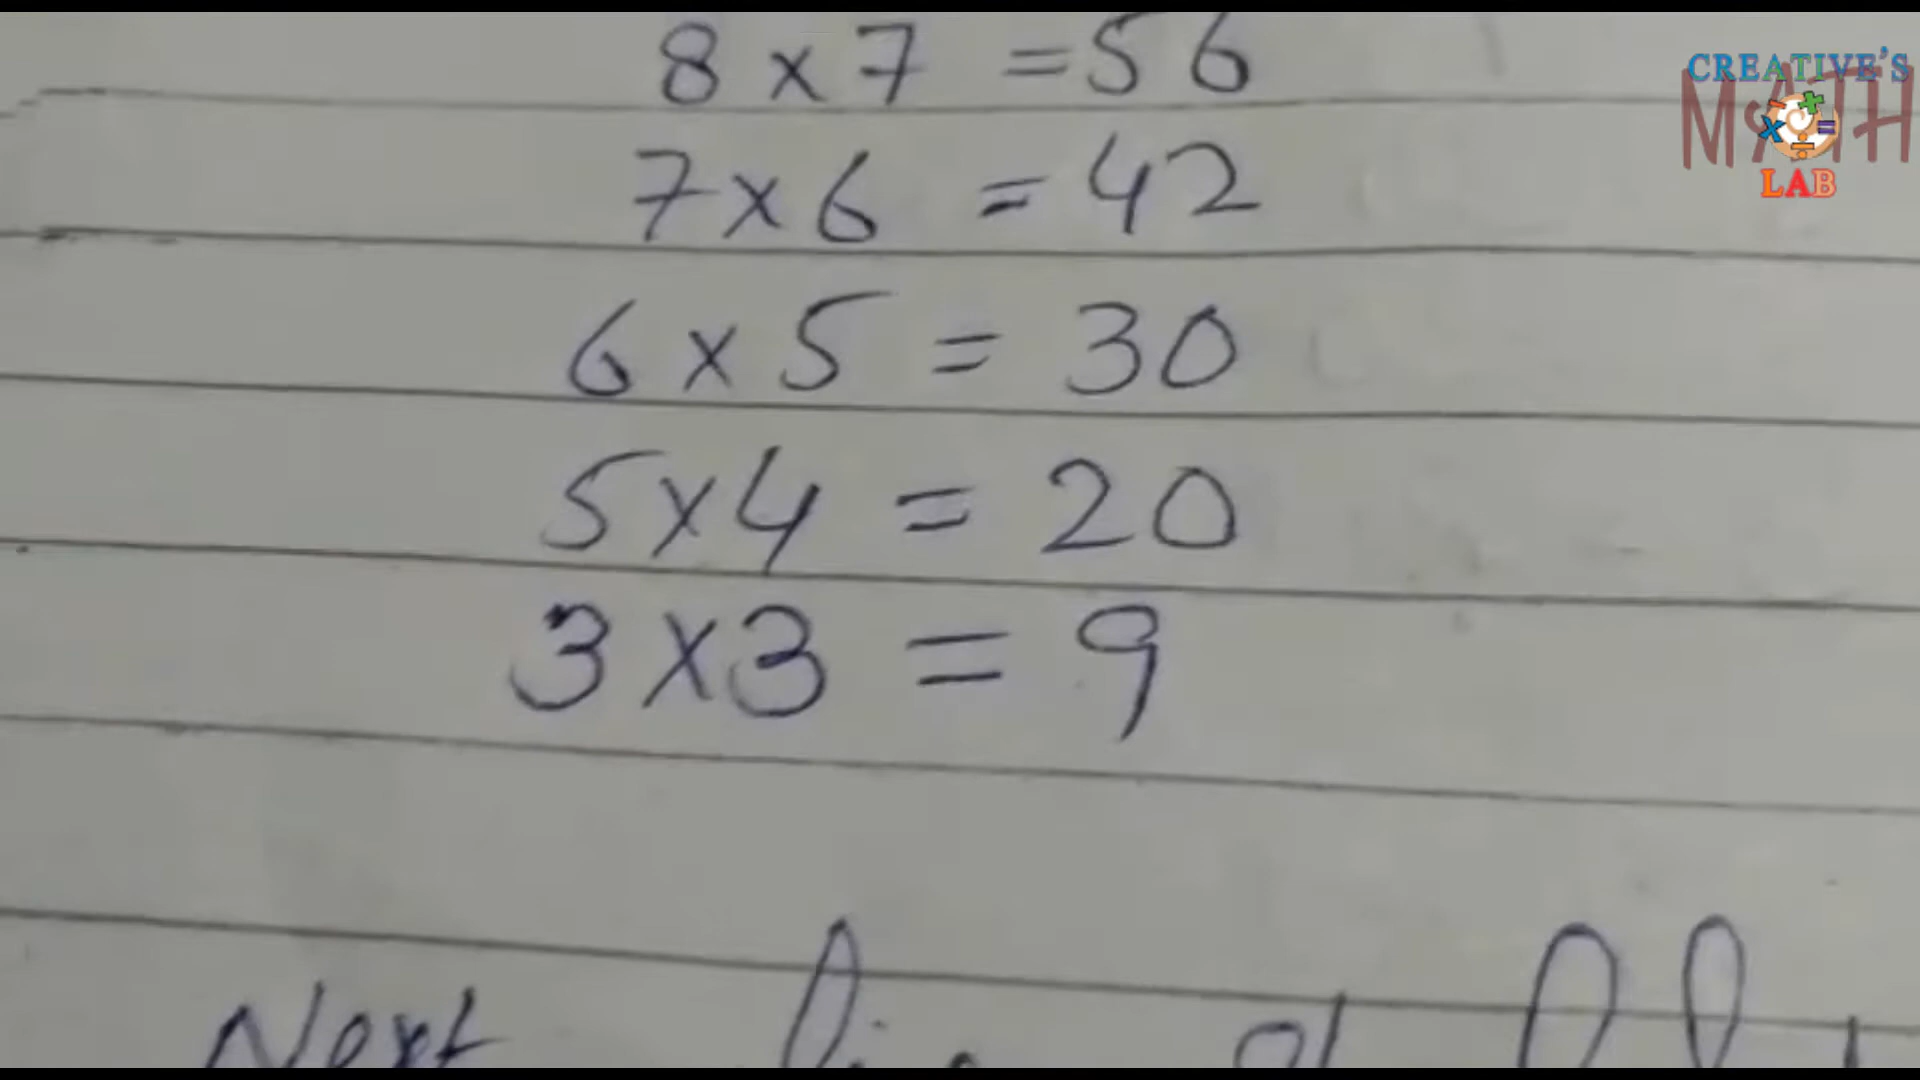 8 x 7 = 56
7 x 6 = 42
6 x 5 = 30
5 x 4 = 20
3 x 3 = 9
Next
CREATIVE'S
MATH
LAB